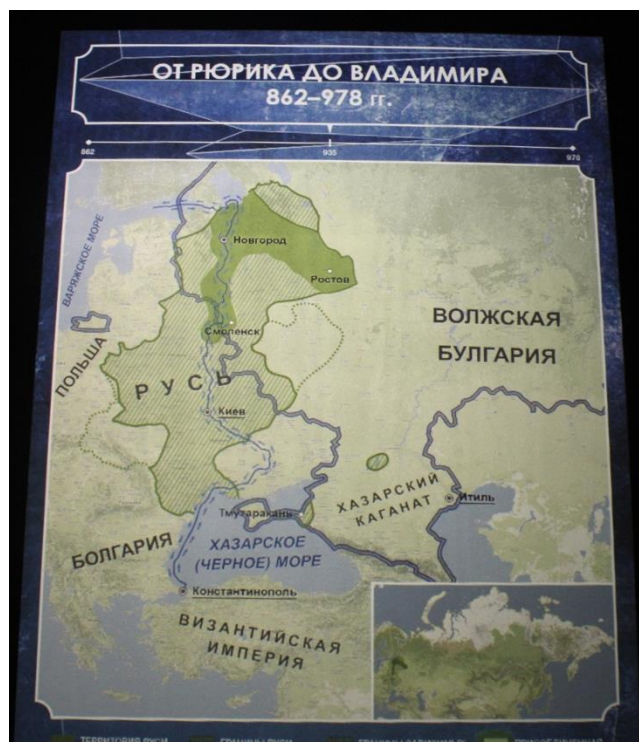 ОТ РЮРИКА ДО ВЛАДИМИРА
862–978 гг.
862
935
978
ВАРЯЖСКОЕ МОРЕ
Новгород
Ростов
Смоленск
ПОЛЬША
РУСЬ
Киев
ВОЛЖСКАЯ
БУЛГАРИЯ
ХАЗАРСКИЙ
КАГАНАТ
Итиль
Тмутаракань
БОЛГАРИЯ
ХАЗАРСКОЕ
(ЧЕРНОЕ) МОРЕ
Константинополь
ВИЗАНТИЙСКАЯ
ИМПЕРИЯ